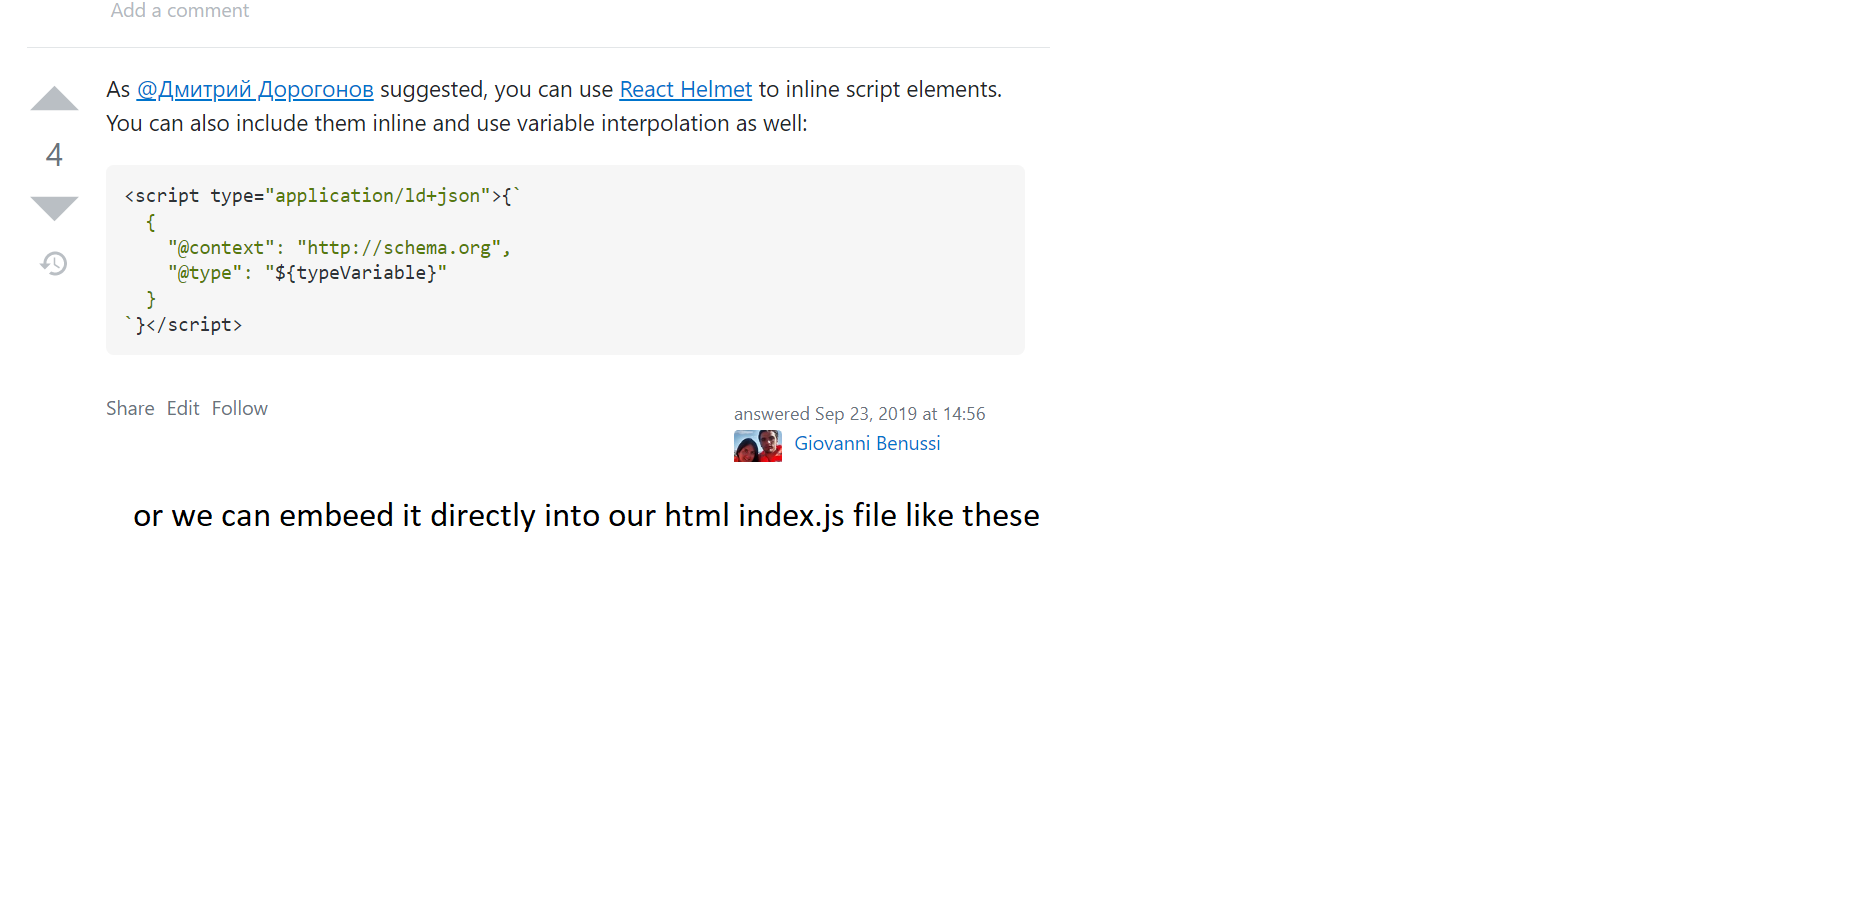 Add a comment
As @Дмитрий Дорогонов suggested, you can use React Helmet to inline script elements.
You can also include them inline and use variable interpolation as well:
4
<script type="application/ld+json">{`
  {
    "@context": "http://schema.org",
    "@type": "${typeVariable}"
  }
`}</script>
Share Edit Follow
answered Sep 23, 2019 at 14:56
Giovanni Benussi
or we can embeed it directly into our html index.js file like these